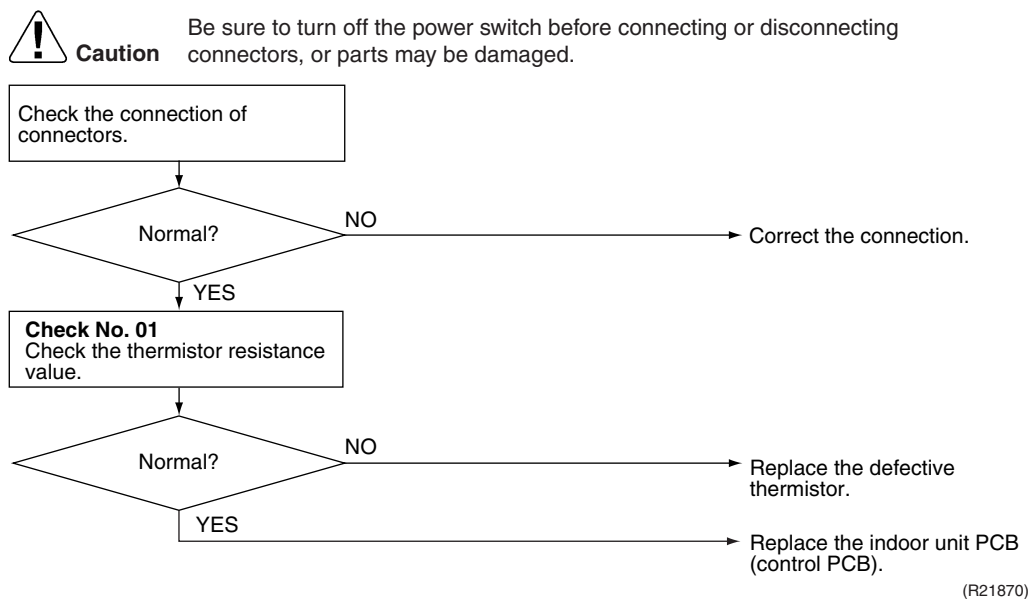 Be sure to turn off the power switch before connecting or disconnecting
Caution connectors, or parts may be damaged.
Check the connection of
connectors.
Normal?
NO
Correct the connection.
YES
Check No. 01
Check the thermistor resistance
value.
Normal?
NO
Replace the defective
thermistor.
YES
Replace the indoor unit PCB
(control PCB).
(R21870)